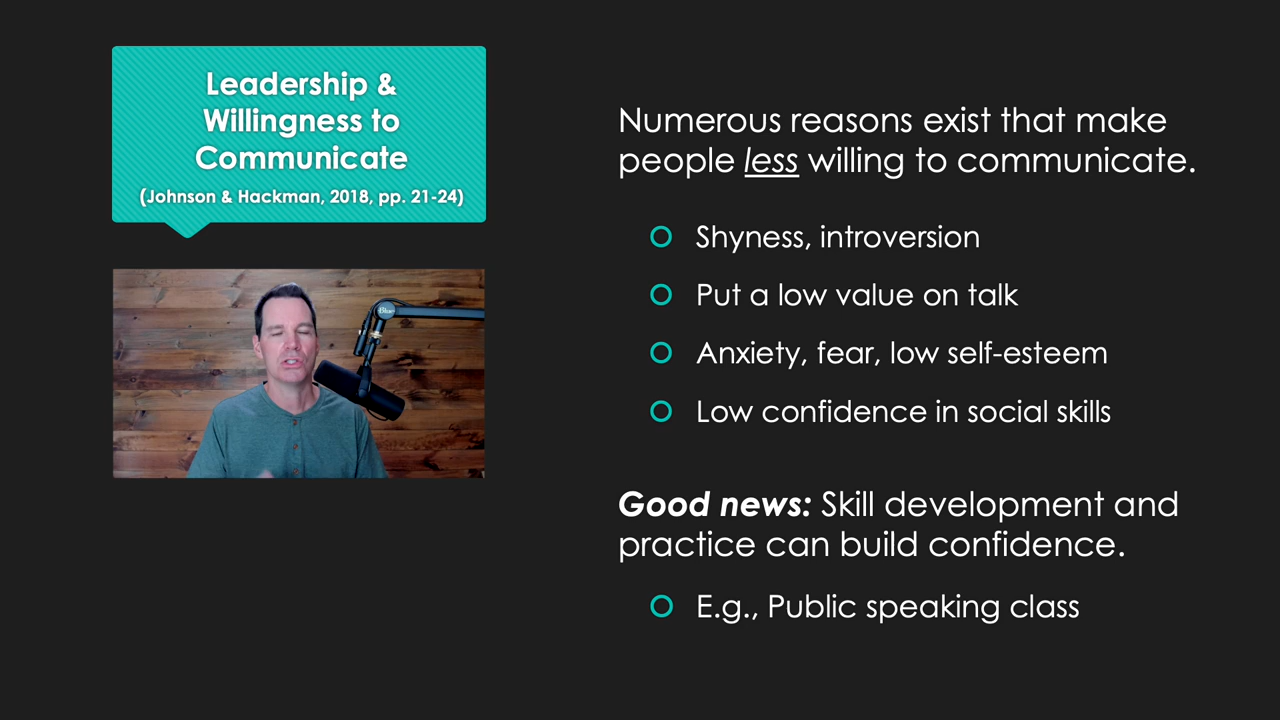 Leadership &
Willingness to
Communicate
(Johnson & Hackman, 2018, pp. 21-24)
Blue
Numerous reasons exist that make
people less willing to communicate.
Shyness, introversion
Put a low value on talk
Anxiety, fear, low self-esteem
Low confidence in social skills
Good news: Skill development and
practice can build confidence.
E.g., Public speaking class